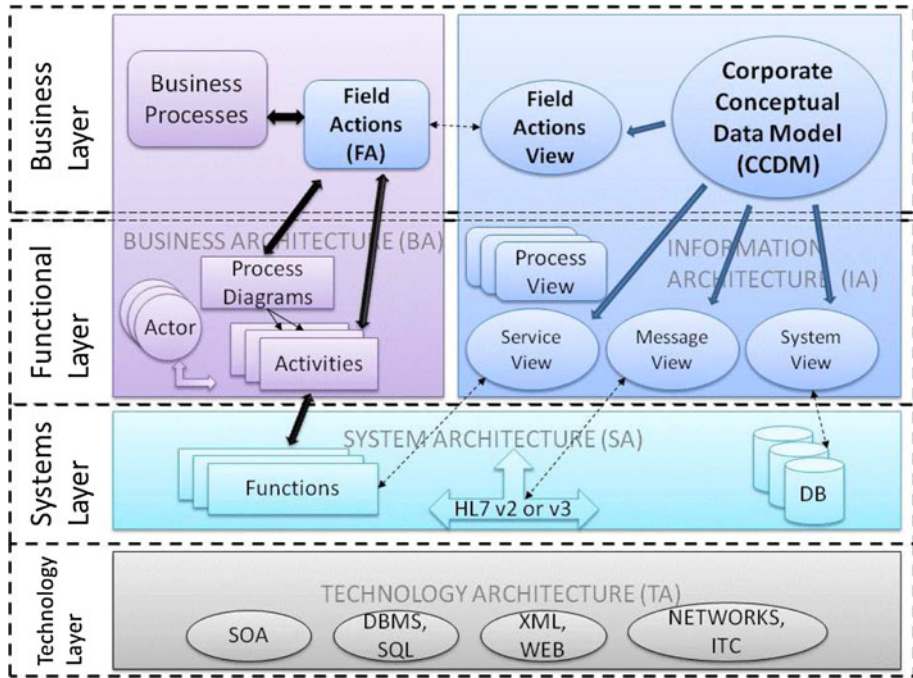 Business
Layer
Business
Processes
Field
Actions
(FA)
Field
Actions
View
Corporate
Conceptual
Data Model
(CCDM)
Functional
Layer
BUSINESS ARCHITECTURE (BA)
INFORMATION
ARCHITECTURE (IA)
Process
Diagrams
Process
View
Actor
Activities
Service
View
Message
View
System
View
Systems
Layer
SYSTEM ARCHITECTURE (SA)
Functions
HL7 v2 or v3
DB
Technology
Layer
TECHNOLOGY ARCHITECTURE (TA)
SOA
DBMS,
SQL
XML,
WEB
NETWORKS,
ITC